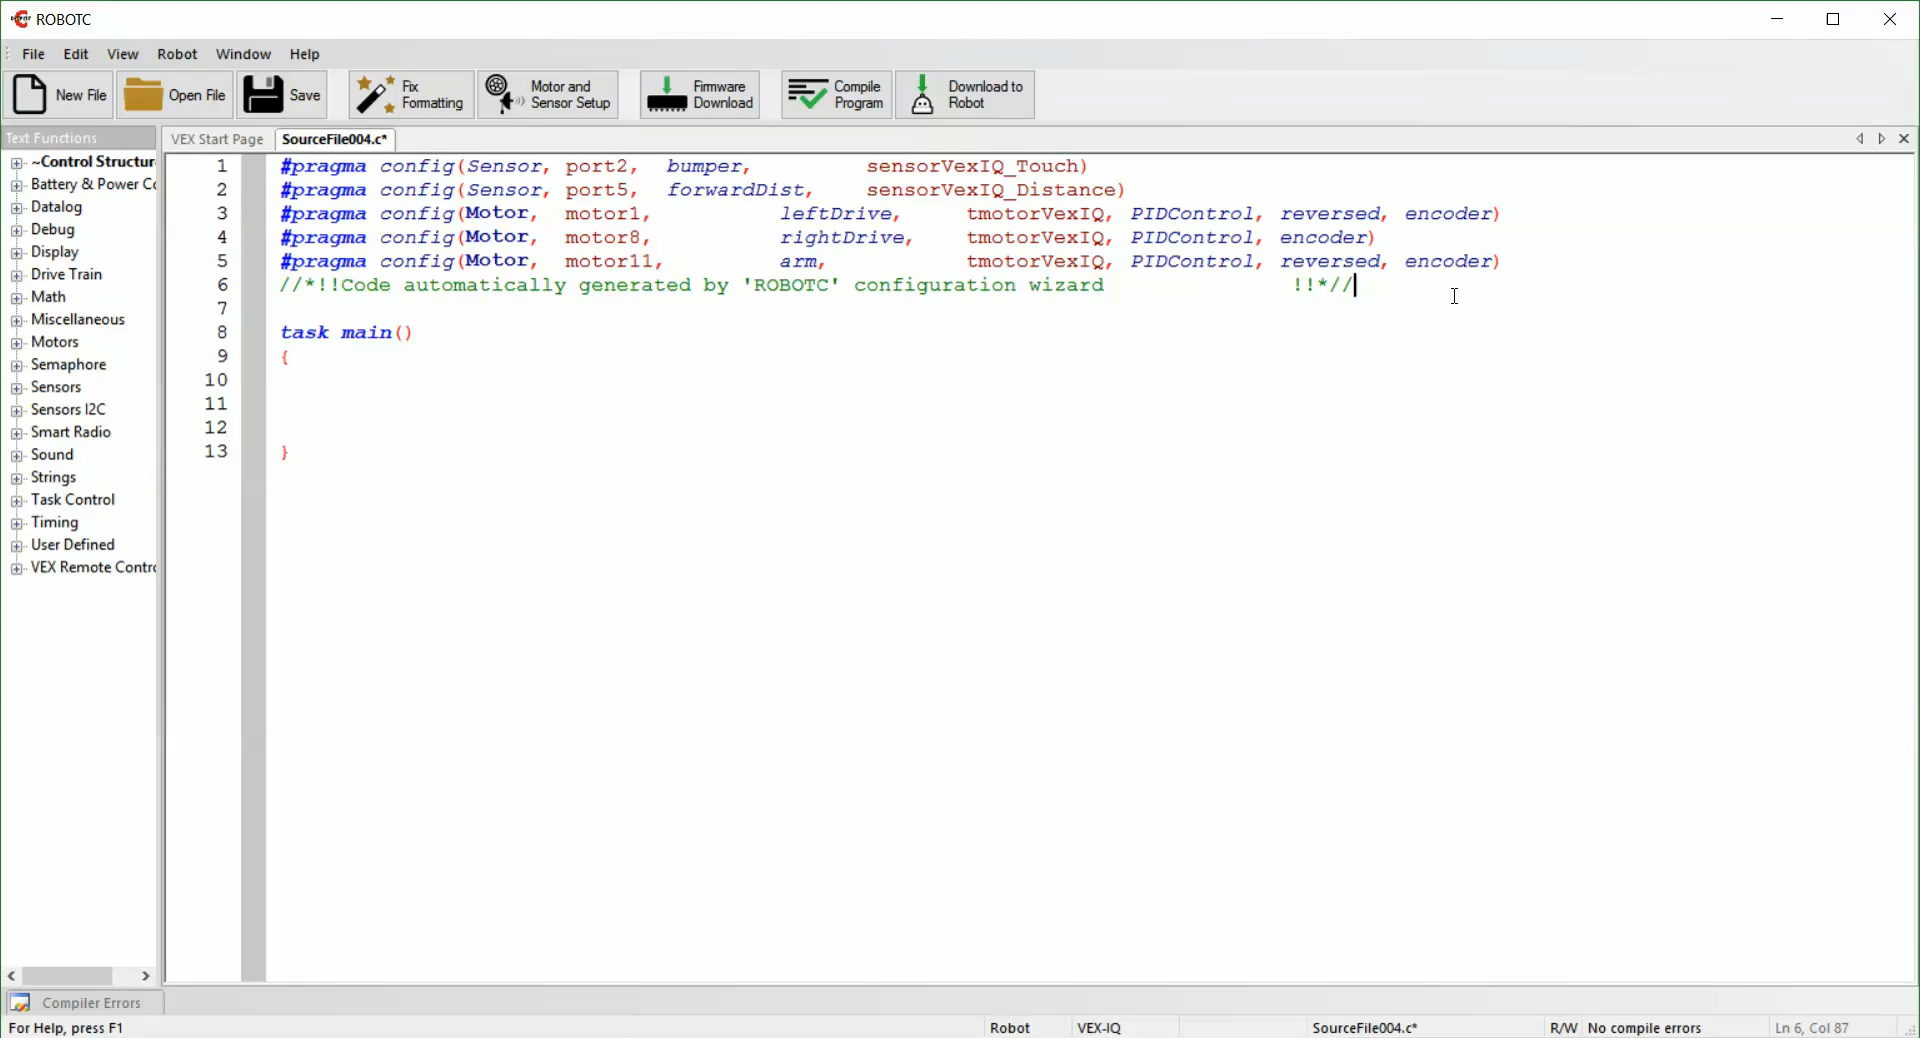 ROBOTC
File Edit View Robot Window Help
New File Open File Save Fix Formatting Motor and Sensor Setup Firmware Download Compile Program Download to Robot
Text Functions
VEX Start Page SourceFile004.c*
~Control Structur
Battery & Power Co
Datalog
Debug
Display
Drive Train
Math
Miscellaneous
Motors
Semaphore
Sensors
Sensors I2C
Smart Radio
Sound
Strings
Task Control
Timing
User Defined
VEX Remote Contro
1 #pragma config(Sensor, port2, bumper, sensorVexIQ_Touch)
2 #pragma config(Sensor, port5, forwardDist, sensorVexIQ_Distance)
3 #pragma config(Motor, motor1, leftDrive, tmotorVexIQ, PIDControl, reversed, encoder)
4 #pragma config(Motor, motor8, rightDrive, tmotorVexIQ, PIDControl, encoder)
5 #pragma config(Motor, motor11, arm, tmotorVexIQ, PIDControl, reversed, encoder)
6 //*!!Code automatically generated by 'ROBOTC' configuration wizard !!*//
7
8 task main()
9 {
10
11
12
13 }
Compiler Errors
For Help, press F1 Robot VEX-IQ SourceFile004.c* R/W No compile errors Ln 6, Col 87